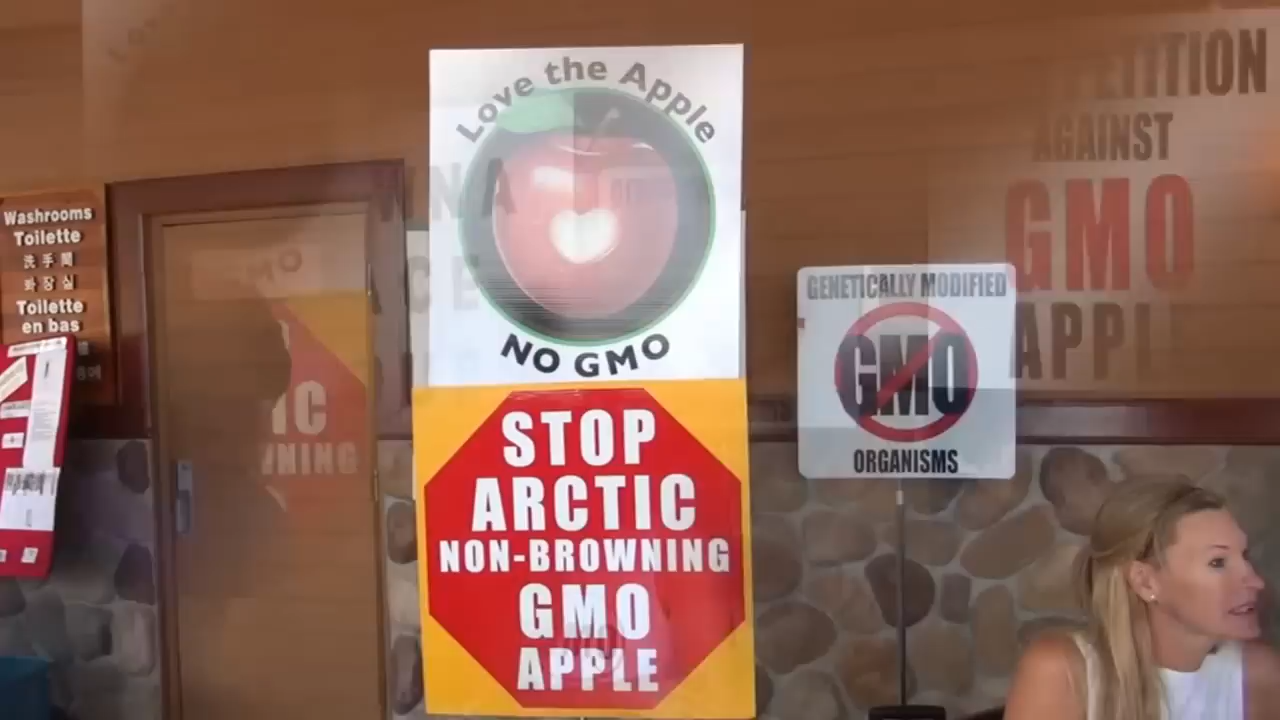 Washrooms
Toilette
洗手間
화장실
Toilette
en bas
Love the Apple
NO GMO
STOP
ARCTIC
NON-BROWNING
GMO
APPLE
GENETICALLY MODIFIED
GMO
ORGANISMS
AGAINST
GMO